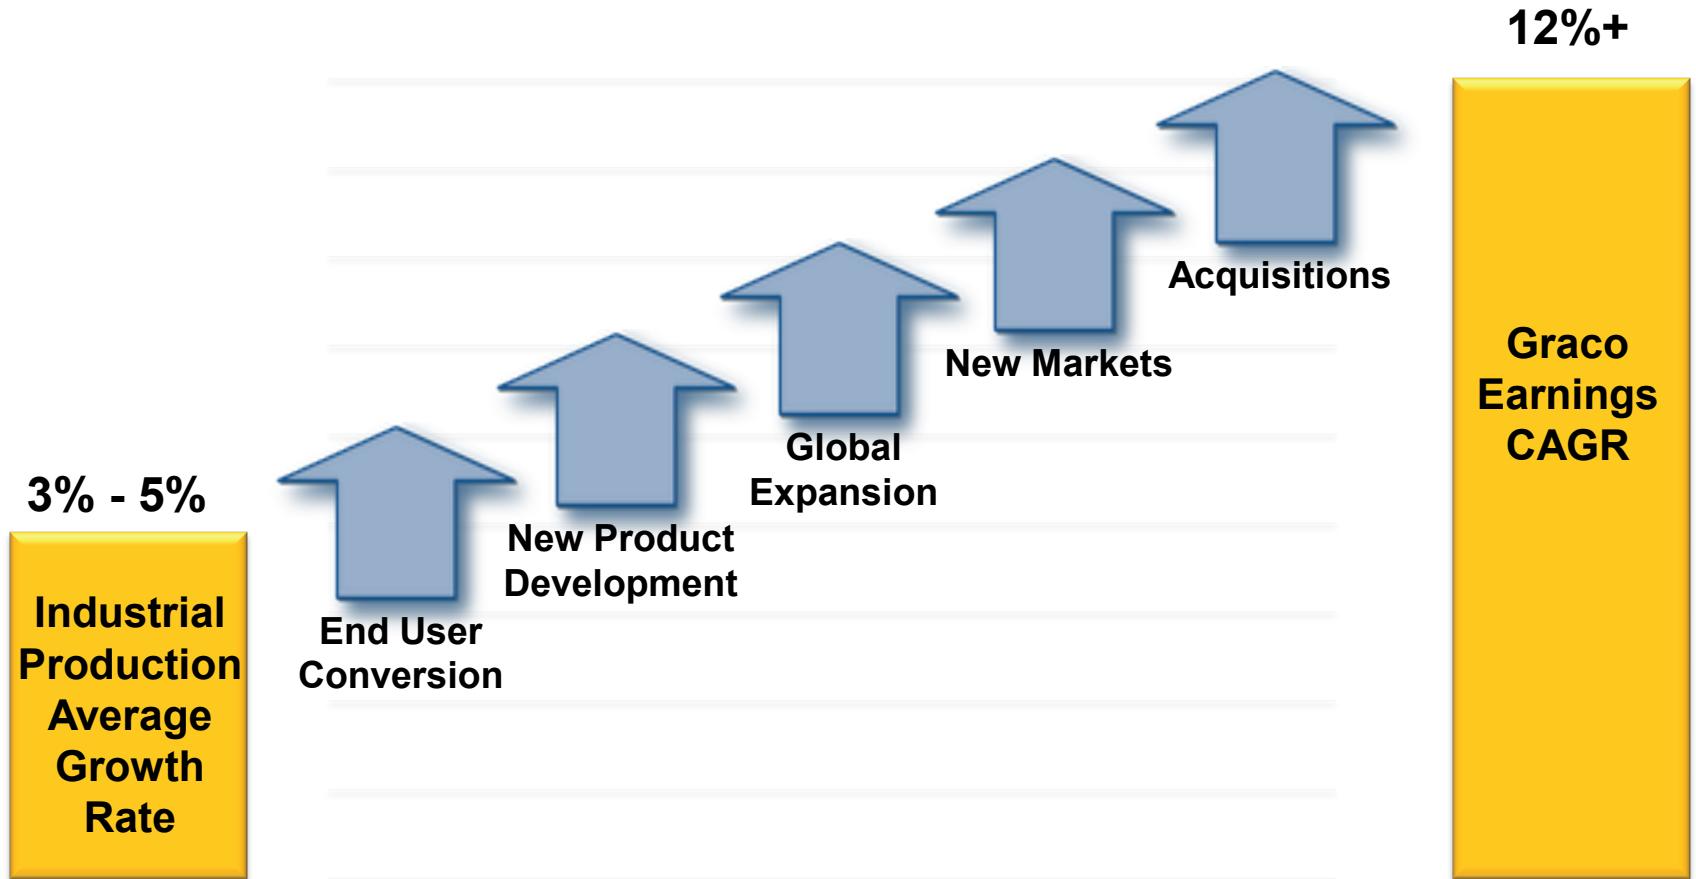 3% - 5%
Industrial
Production
Average
Growth
Rate
End User
Conversion
New Product
Development
Global
Expansion
New Markets
Acquisitions
12%+
Graco
Earnings
CAGR